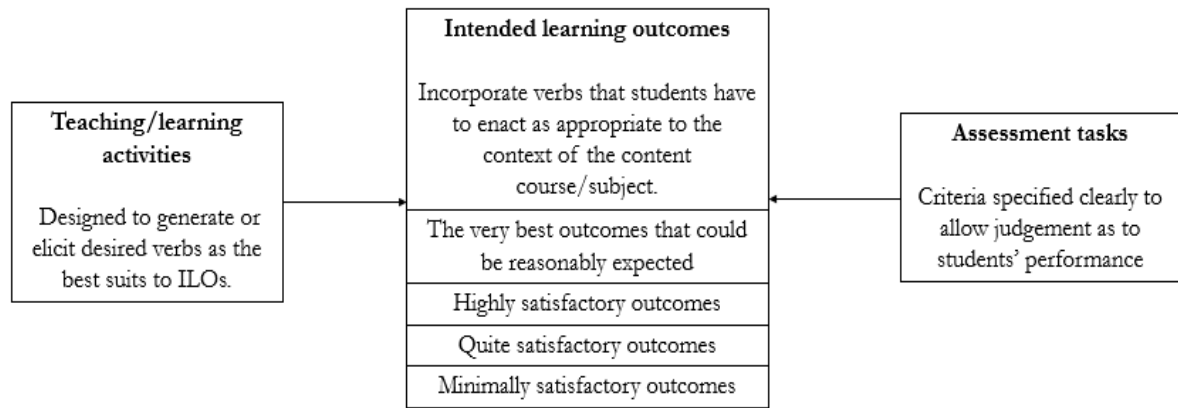 Teaching/learning
activities
Designed to generate or
elicit desired verbs as the
best suits to ILOs.
Intended learning outcomes
Incorporate verbs that students have
to enact as appropriate to the
context of the content
course/subject.
The very best outcomes that could
be reasonably expected
Highly satisfactory outcomes
Quite satisfactory outcomes
Minimally satisfactory outcomes
Assessment tasks
Criteria specified clearly to
allow judgement as to
students’ performance